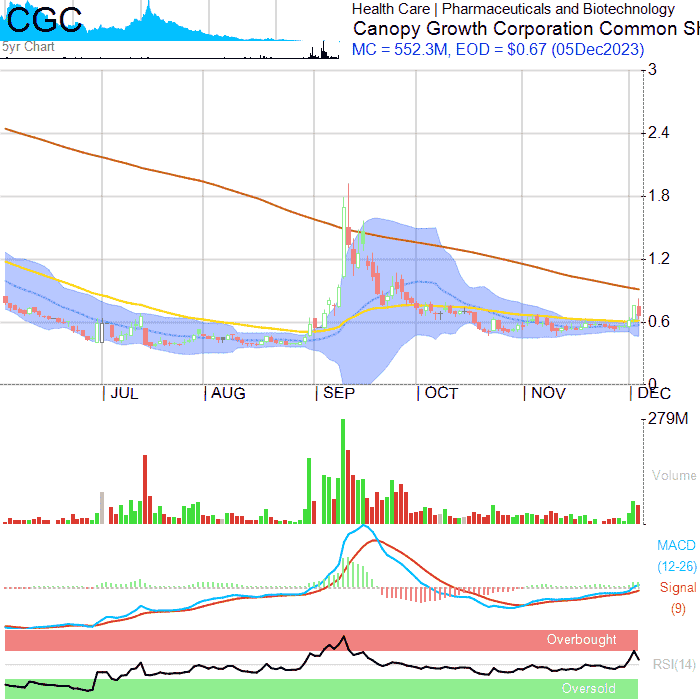 CGC
5yr Chart
Health Care | Pharmaceuticals and Biotechnology
Canopy Growth Corporation Common Sh
MC = 552.3M, EOD = $0.67 (05Dec2023)
3
2.4
1.8
1.2
0.6
0
JUL AUG SEP OCT NOV DEC
279M
Volume
MACD
(12-26)
Signal
(9)
Overbought
RSI(14)
Oversold